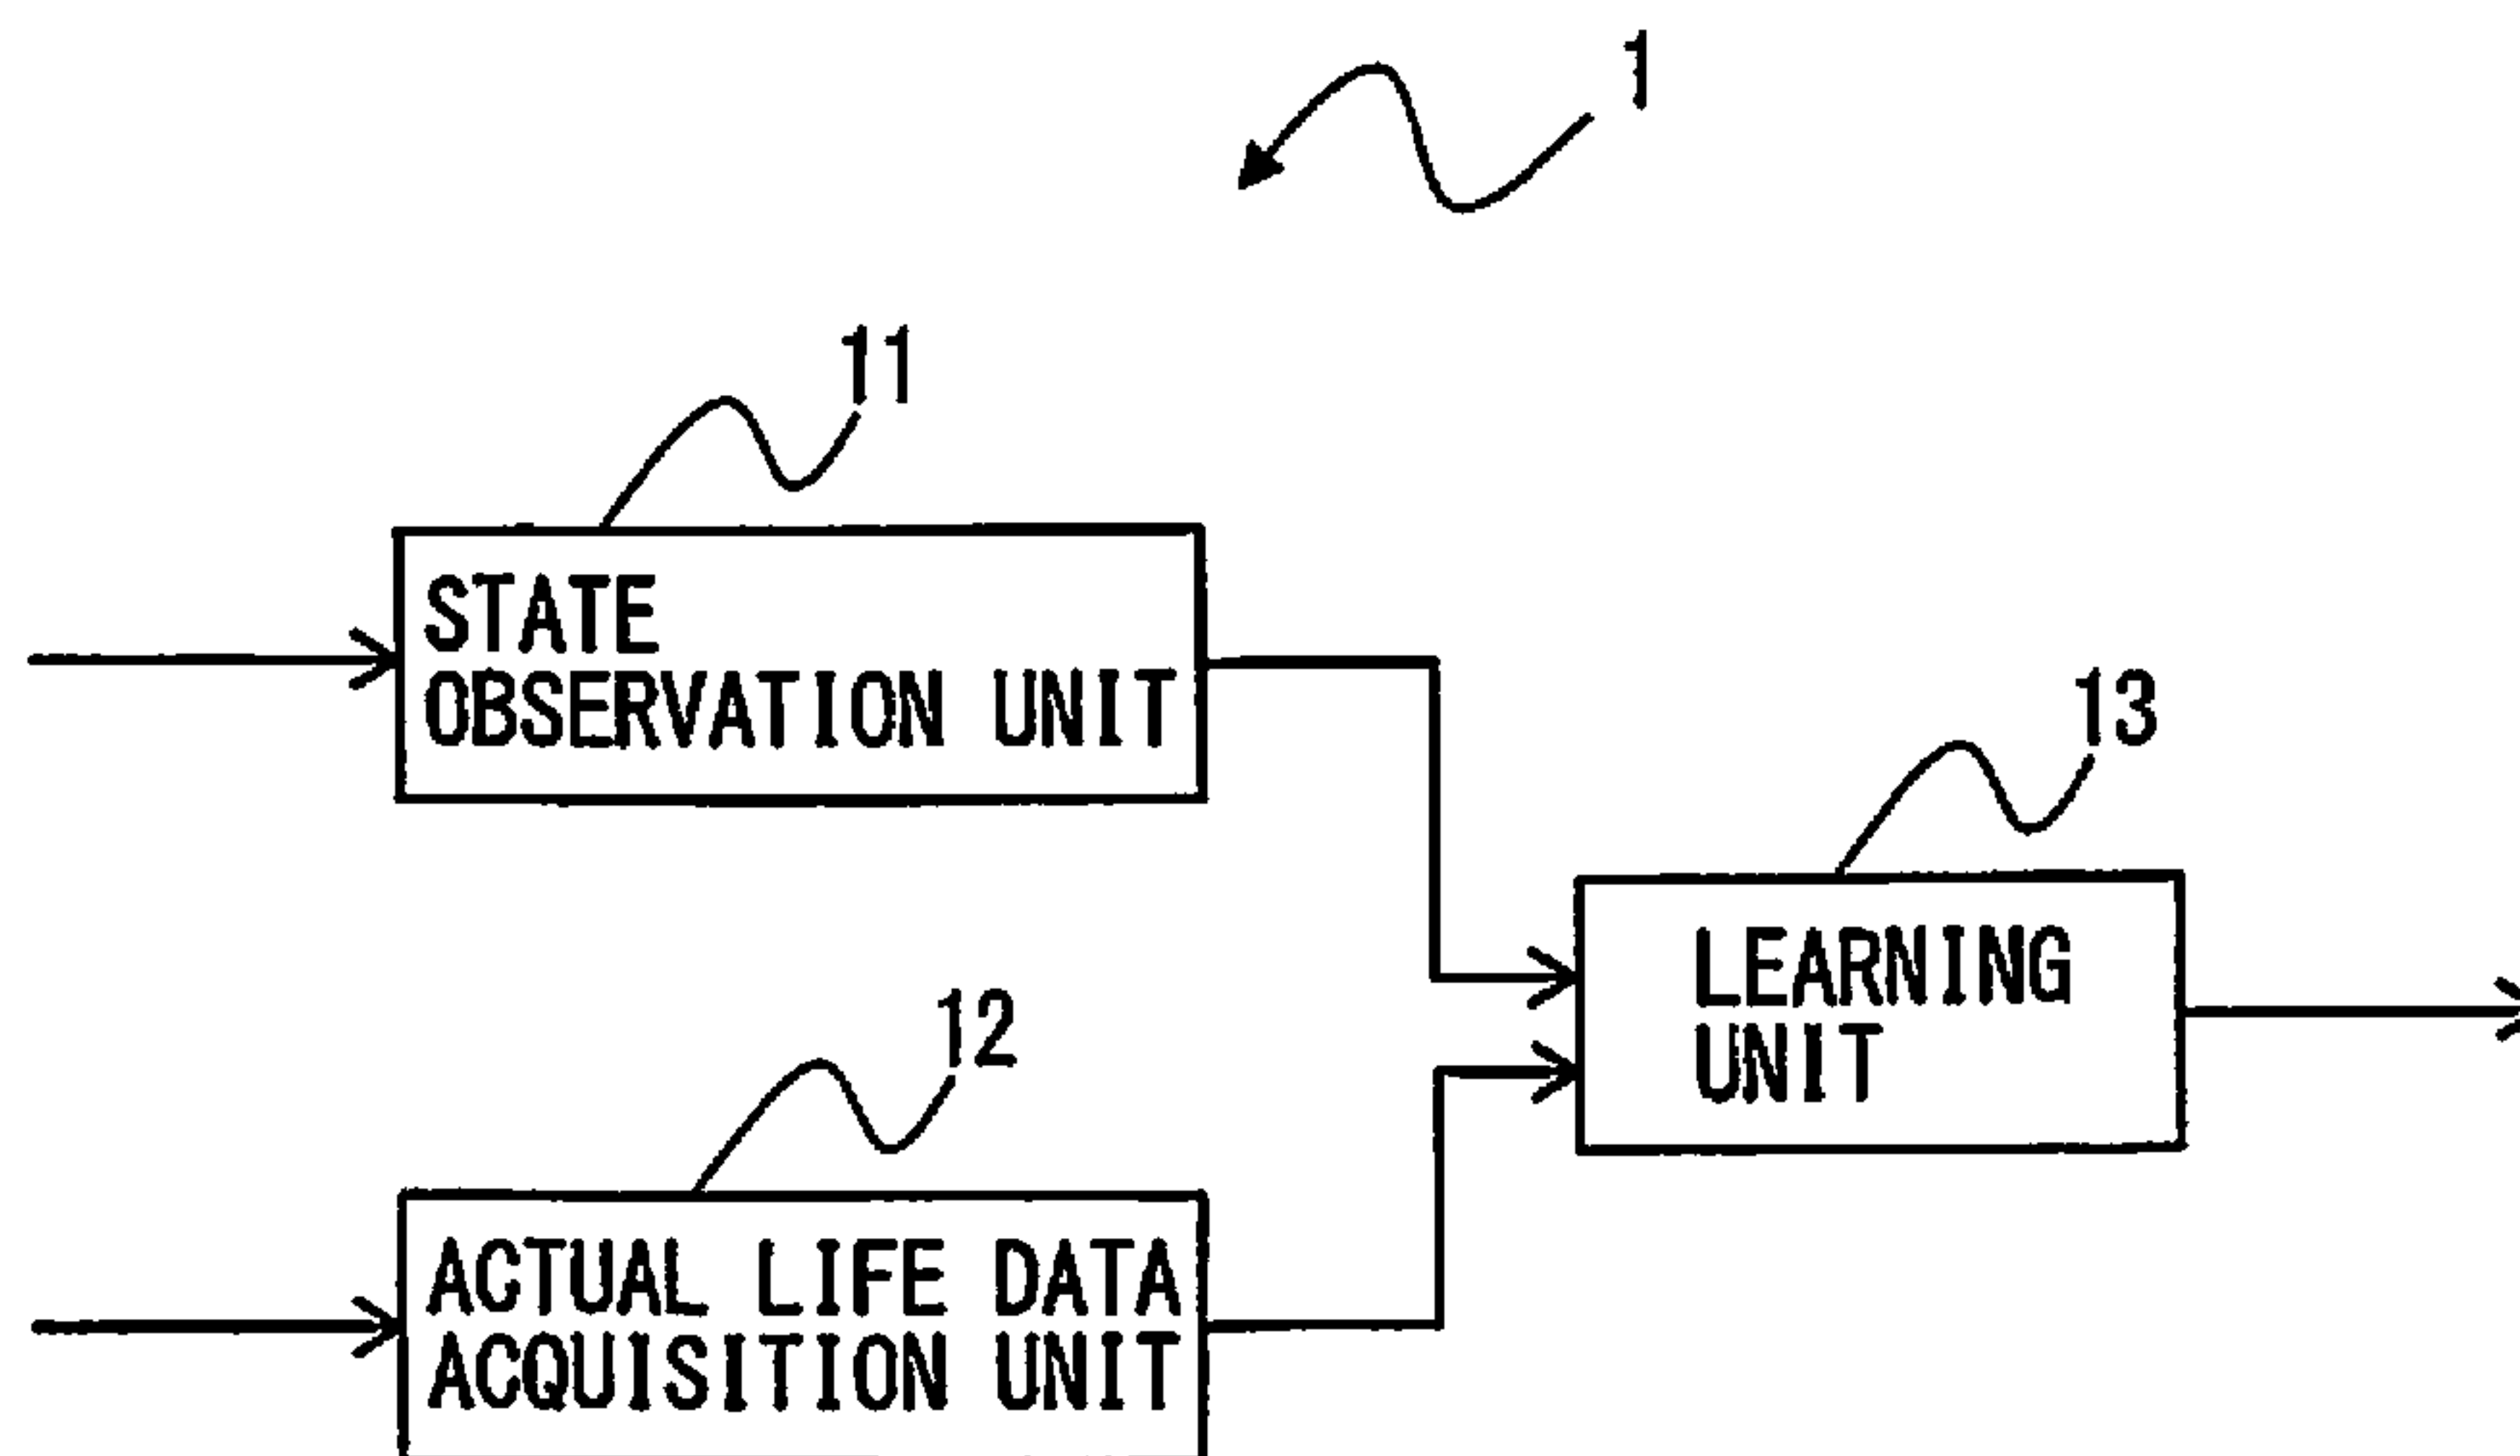 1
11
STATE
OBSERVATION UNIT
13
LEARNING
UNIT
12
ACTUAL LIFE DATA
ACQUISITION UNIT